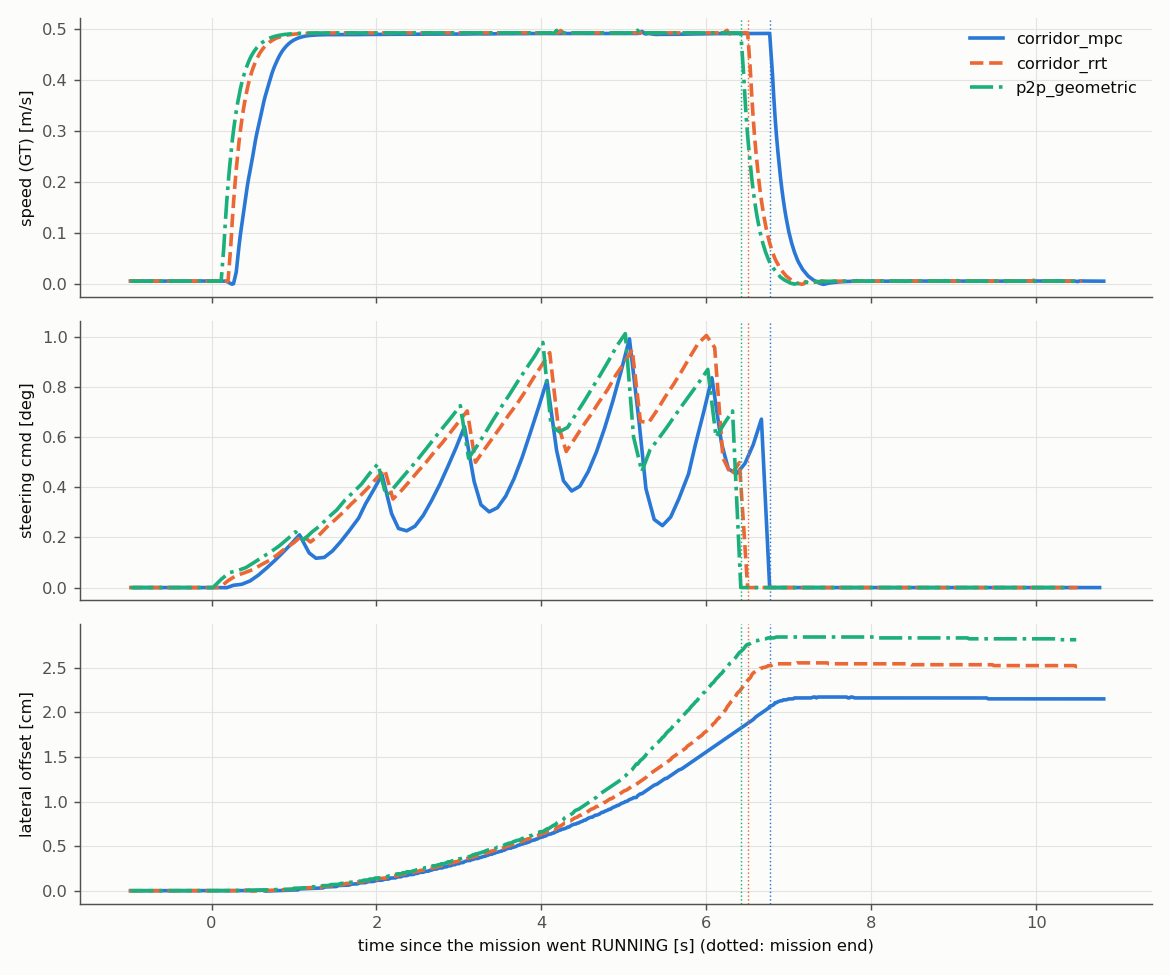 0.5
0.4
0.3
0.2
0.1
0.0
speed (GT) [m/s]
corridor_mpc
corridor_rrt
p2p_geometric
1.0
0.8
0.6
0.4
0.2
0.0
steering cmd [deg]
2.5
2.0
1.5
1.0
0.5
0.0
lateral offset [cm]
0 2 4 6 8 10
time since the mission went RUNNING [s] (dotted: mission end)